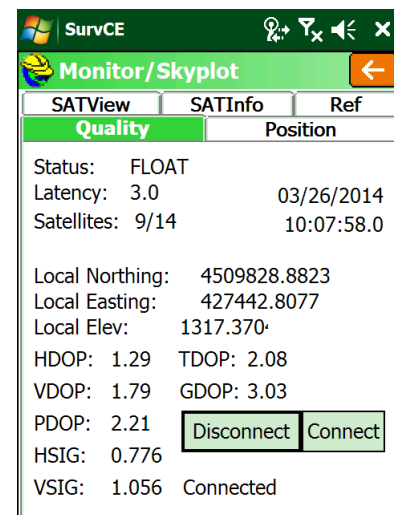 SurvCE
Monitor/Skyplot
SATView SATInfo Ref
Quality Position
Status: FLOAT
Latency: 3.0 03/26/2014
Satellites: 9/14 10:07:58.0
Local Northing: 4509828.8823
Local Easting: 427442.8077
Local Elev: 1317.370
HDOP: 1.29 TDOP: 2.08
VDOP: 1.79 GDOP: 3.03
PDOP: 2.21 Disconnect Connect
HSIG: 0.776
VSIG: 1.056 Connected